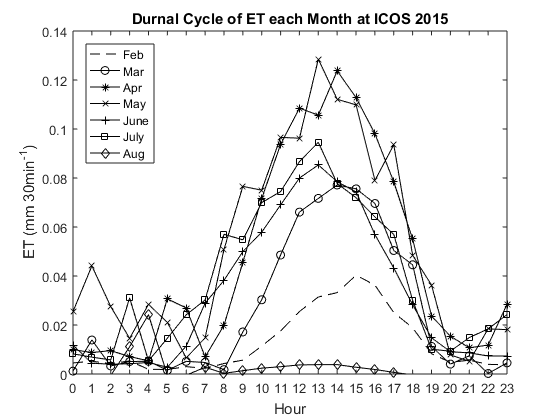 Durnal Cycle of ET each Month at ICOS 2015
0.14
0.12
0.1
0.08
0.06
0.04
0.02
0
ET (mm 30min⁻¹)
Feb
Mar
Apr
May
June
July
Aug
0 1 2 3 4 5 6 7 8 9 10 11 12 13 14 15 16 17 18 19 20 21 22 23
Hour